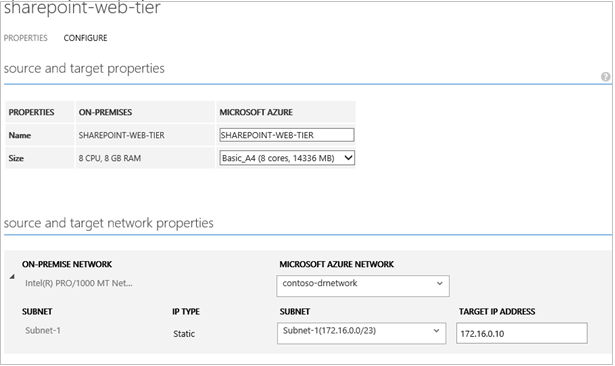 sharepoint-web-tier
PROPERTIES CONFIGURE
source and target properties
?
PROPERTIES ON-PREMISES MICROSOFT AZURE
Name SHAREPOINT-WEB-TIER SHAREPOINT-WEB-TIER
Size 8 CPU, 8 GB RAM Basic_A4 (8 cores, 14336 MB)
source and target network properties
ON-PREMISE NETWORK MICROSOFT AZURE NETWORK
Intel(R) PRO/1000 MT Net... contoso-drnetwork
SUBNET IP TYPE SUBNET TARGET IP ADDRESS
Subnet-1 Static Subnet-1(172.16.0.0/23) 172.16.0.10